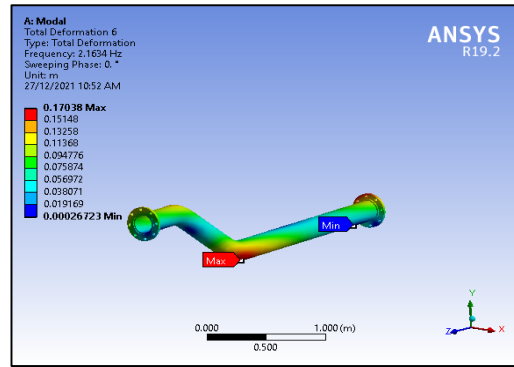 A: Modal
Total Deformation 6
Type: Total Deformation
Frequency: 2.1634 Hz
Sweeping Phase: 0. °
Unit: m
27/12/2021 10:52 AM
ANSYS
R19.2
0.17038 Max
0.15148
0.13258
0.11368
0.094776
0.075874
0.056972
0.038071
0.019169
0.00026723 Min
Min
Max
0.000
1.000 (m)
0.500
Y
Z
X